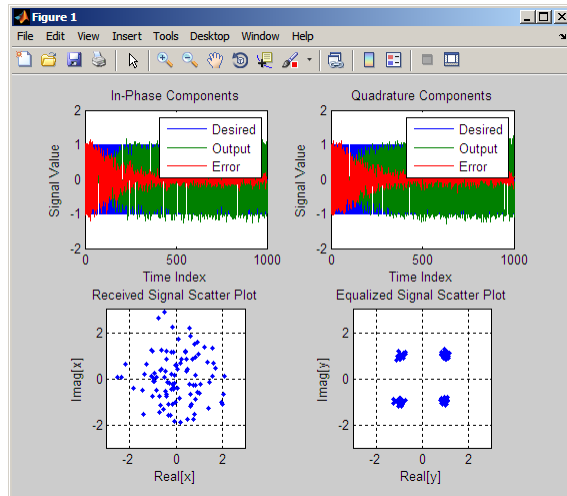 Figure 1
File Edit View Insert Tools Desktop Window Help
In-Phase Components
Signal Value
2
1
0
-1
-2
Desired
Output
Error
0 500 1000
Time Index
Quadrature Components
Signal Value
2
1
0
-1
-2
Desired
Output
Error
0 500 1000
Time Index
Received Signal Scatter Plot
Imag[x]
2
0
-2
-2 0 2
Real[x]
Equalized Signal Scatter Plot
Imag[y]
2
0
-2
-2 0 2
Real[y]